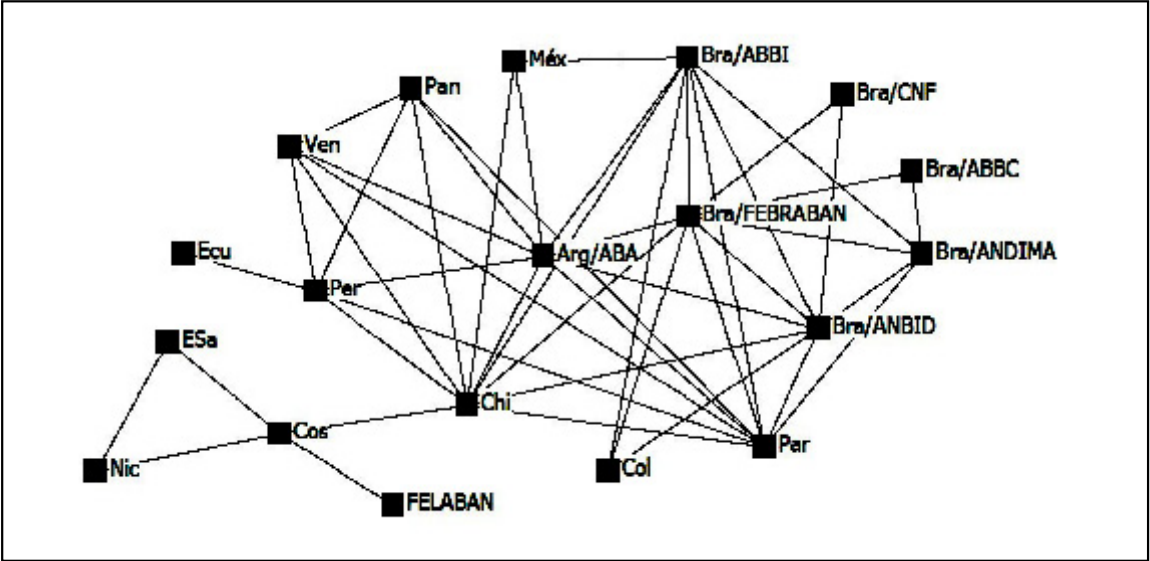 Méx
Bra/ABBI
Pan
Bra/CNF
Ven
Bra/ABBC
Bra/FEBRABAN
Ecu
Arg/ABA
Bra/ANDIMA
Per
Bra/ANBID
ESa
Chi
Cos
Par
Nic
Col
FELABAN